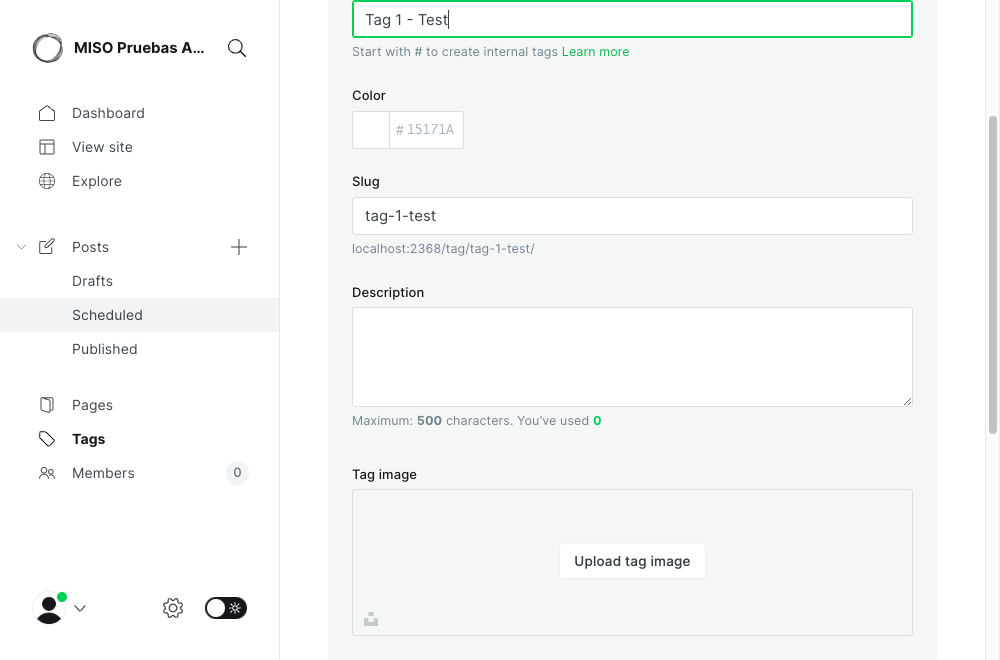 MISO Pruebas A...
Dashboard
View site
Explore
Posts
Drafts
Scheduled
Published
Pages
Tags
Members
0
Tag 1 - Test
Start with # to create internal tags Learn more
Color
# 15171A
Slug
tag-1-test
localhost:2368/tag/tag-1-test/
Description
Maximum: 500 characters. You’ve used 0
Tag image
Upload tag image